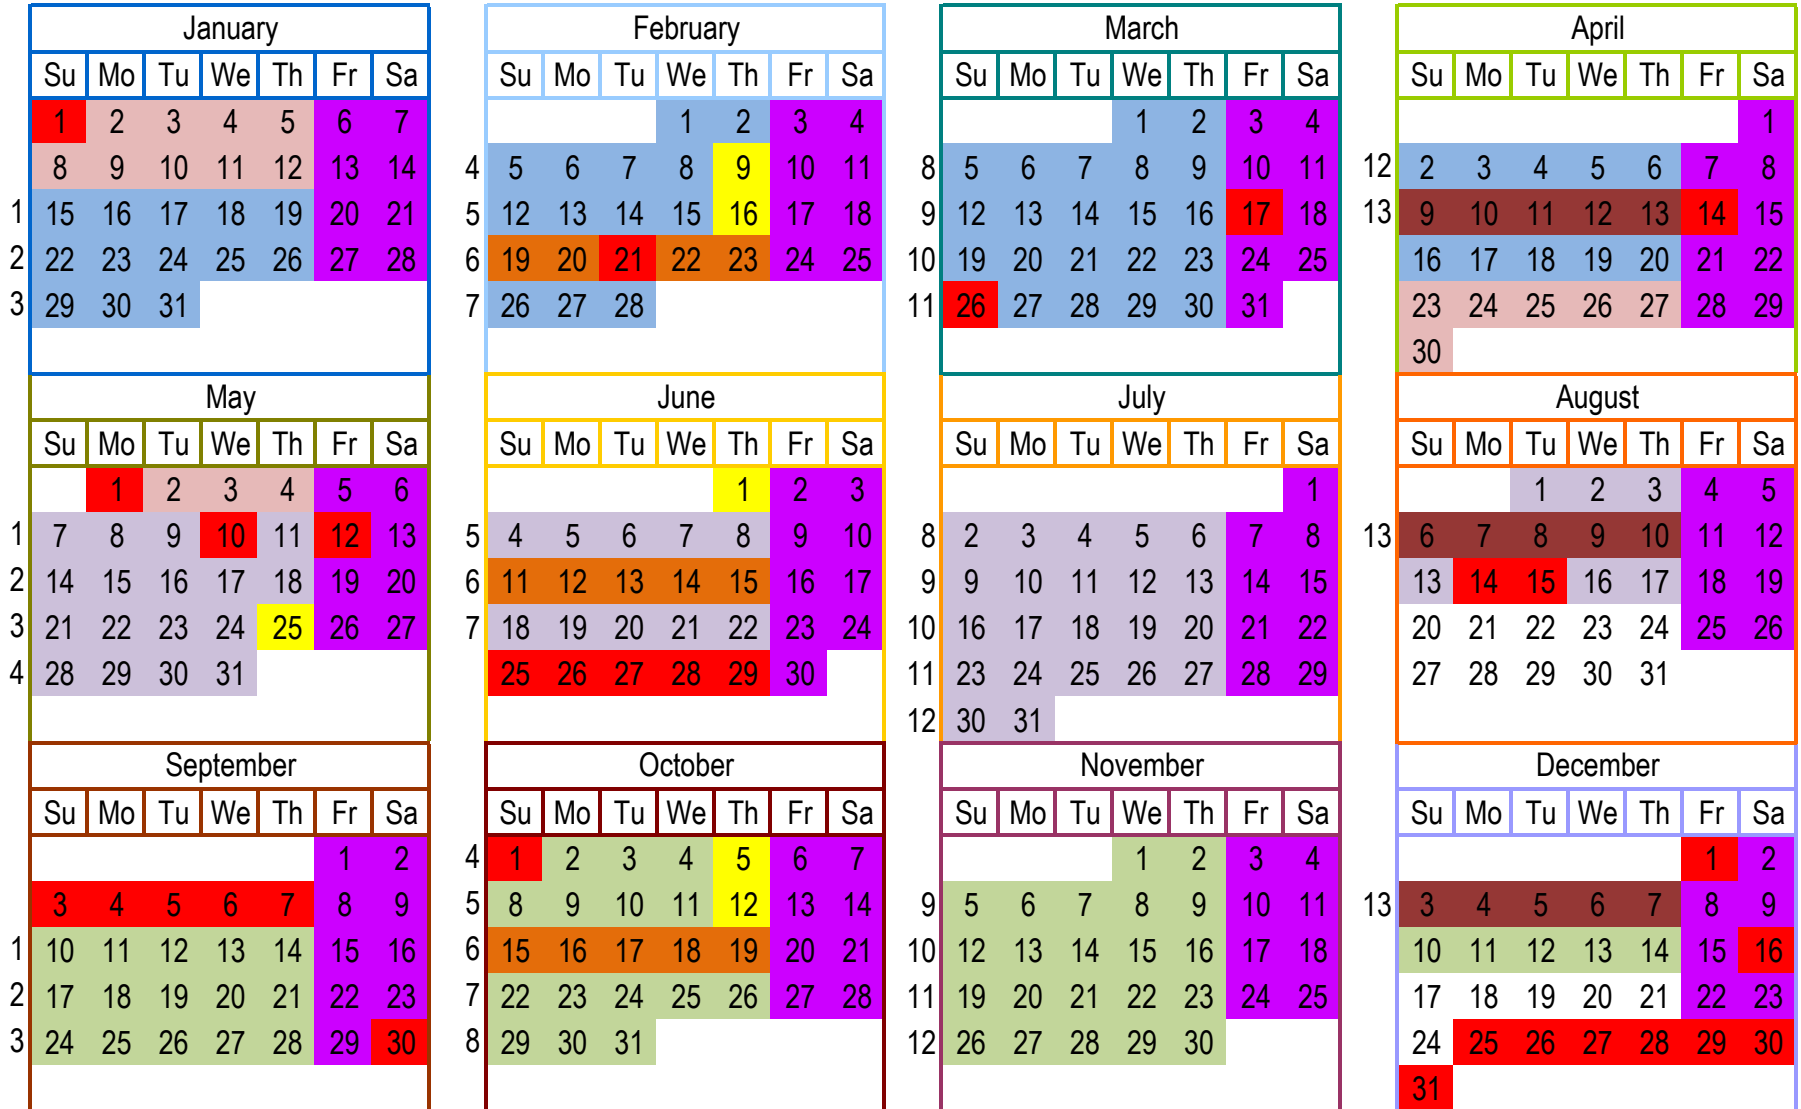 January February March April
Su Mo Tu We Th Fr Sa Su Mo Tu We Th Fr Sa Su Mo Tu We Th Fr Sa Su Mo Tu We Th Fr Sa
1 2 3 4 5 6 7 1 2 3 4 1 2 3 4 1
8 9 10 11 12 13 14 4 5 6 7 8 9 10 11 8 5 6 7 8 9 10 11 12 2 3 4 5 6 7 8
1 15 16 17 18 19 20 21 5 12 13 14 15 16 17 18 9 12 13 14 15 16 17 18 13 9 10 11 12 13 14 15
2 22 23 24 25 26 27 28 6 19 20 21 22 23 24 25 10 19 20 21 22 23 24 25 16 17 18 19 20 21 22
3 29 30 31 7 26 27 28 11 26 27 28 29 30 31 23 24 25 26 27 28 29
30
May June July August
Su Mo Tu We Th Fr Sa Su Mo Tu We Th Fr Sa Su Mo Tu We Th Fr Sa Su Mo Tu We Th Fr Sa
1 2 3 4 5 6 1 2 3 1 1 2 3 4 5
1 7 8 9 10 11 12 13 5 4 5 6 7 8 9 10 8 2 3 4 5 6 7 8 13 6 7 8 9 10 11 12
2 14 15 16 17 18 19 20 6 11 12 13 14 15 16 17 9 9 10 11 12 13 14 15 13 14 15 16 17 18 19
3 21 22 23 24 25 26 27 7 18 19 20 21 22 23 24 10 16 17 18 19 20 21 22 20 21 22 23 24 25 26
4 28 29 30 31 25 26 27 28 29 30 11 23 24 25 26 27 28 29 27 28 29 30 31
12 30 31
September October November December
Su Mo Tu We Th Fr Sa Su Mo Tu We Th Fr Sa Su Mo Tu We Th Fr Sa Su Mo Tu We Th Fr Sa
1 2 4 1 2 3 4 5 6 7 1 2 3 4 1 2
3 4 5 6 7 8 9 5 8 9 10 11 12 13 14 9 5 6 7 8 9 10 11 13 3 4 5 6 7 8 9
1 10 11 12 13 14 15 16 6 15 16 17 18 19 20 21 10 12 13 14 15 16 17 18 10 11 12 13 14 15 16
2 17 18 19 20 21 22 23 7 22 23 24 25 26 27 28 11 19 20 21 22 23 24 25 17 18 19 20 21 22 23
3 24 25 26 27 28 29 30 8 29 30 31 12 26 27 28 29 30 24 25 26 27 28 29 30
31